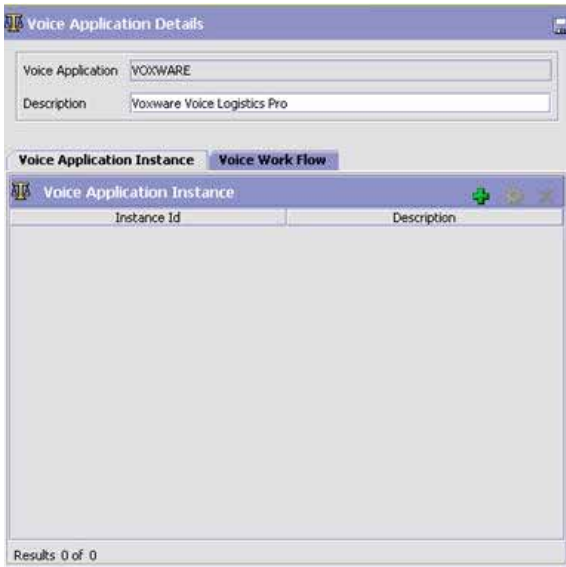 Voice Application Details
Voice Application VOXWARE
Description Voxware Voice Logistics Pro
Voice Application Instance Voice Work Flow
Voice Application Instance
Instance Id Description
Results 0 of 0